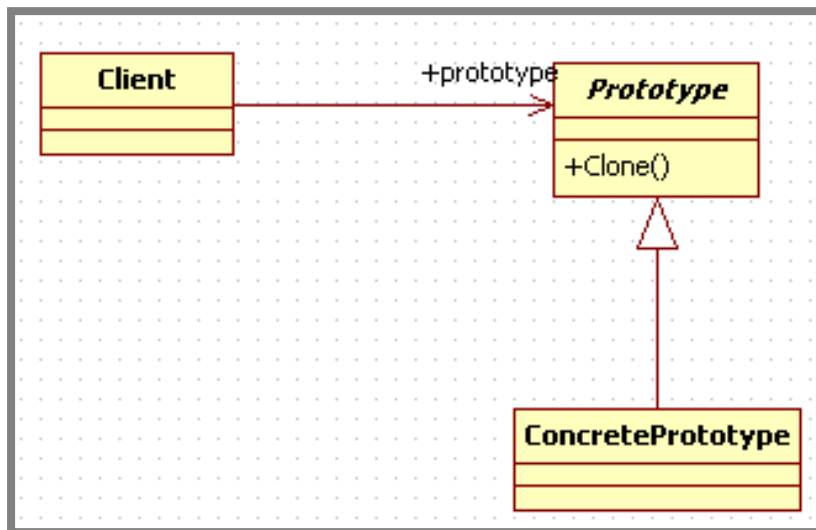 Client
+prototype
Prototype
+Clone()
ConcretePrototype